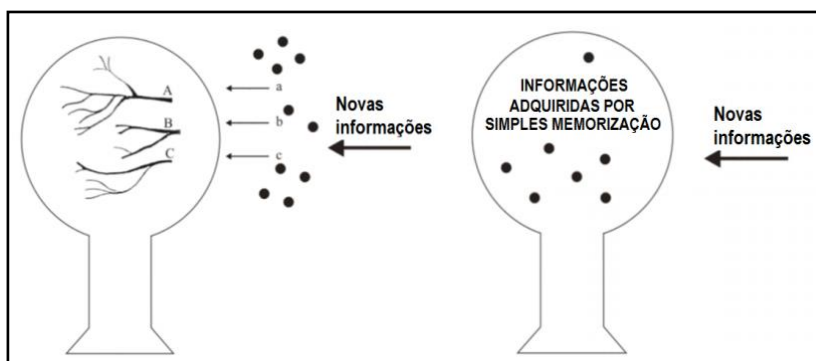 A
B
C
a
b
c
Novas
informações
INFORMAÇÕES
ADQUIRIDAS POR
SIMPLES MEMORIZAÇÃO
Novas
informações